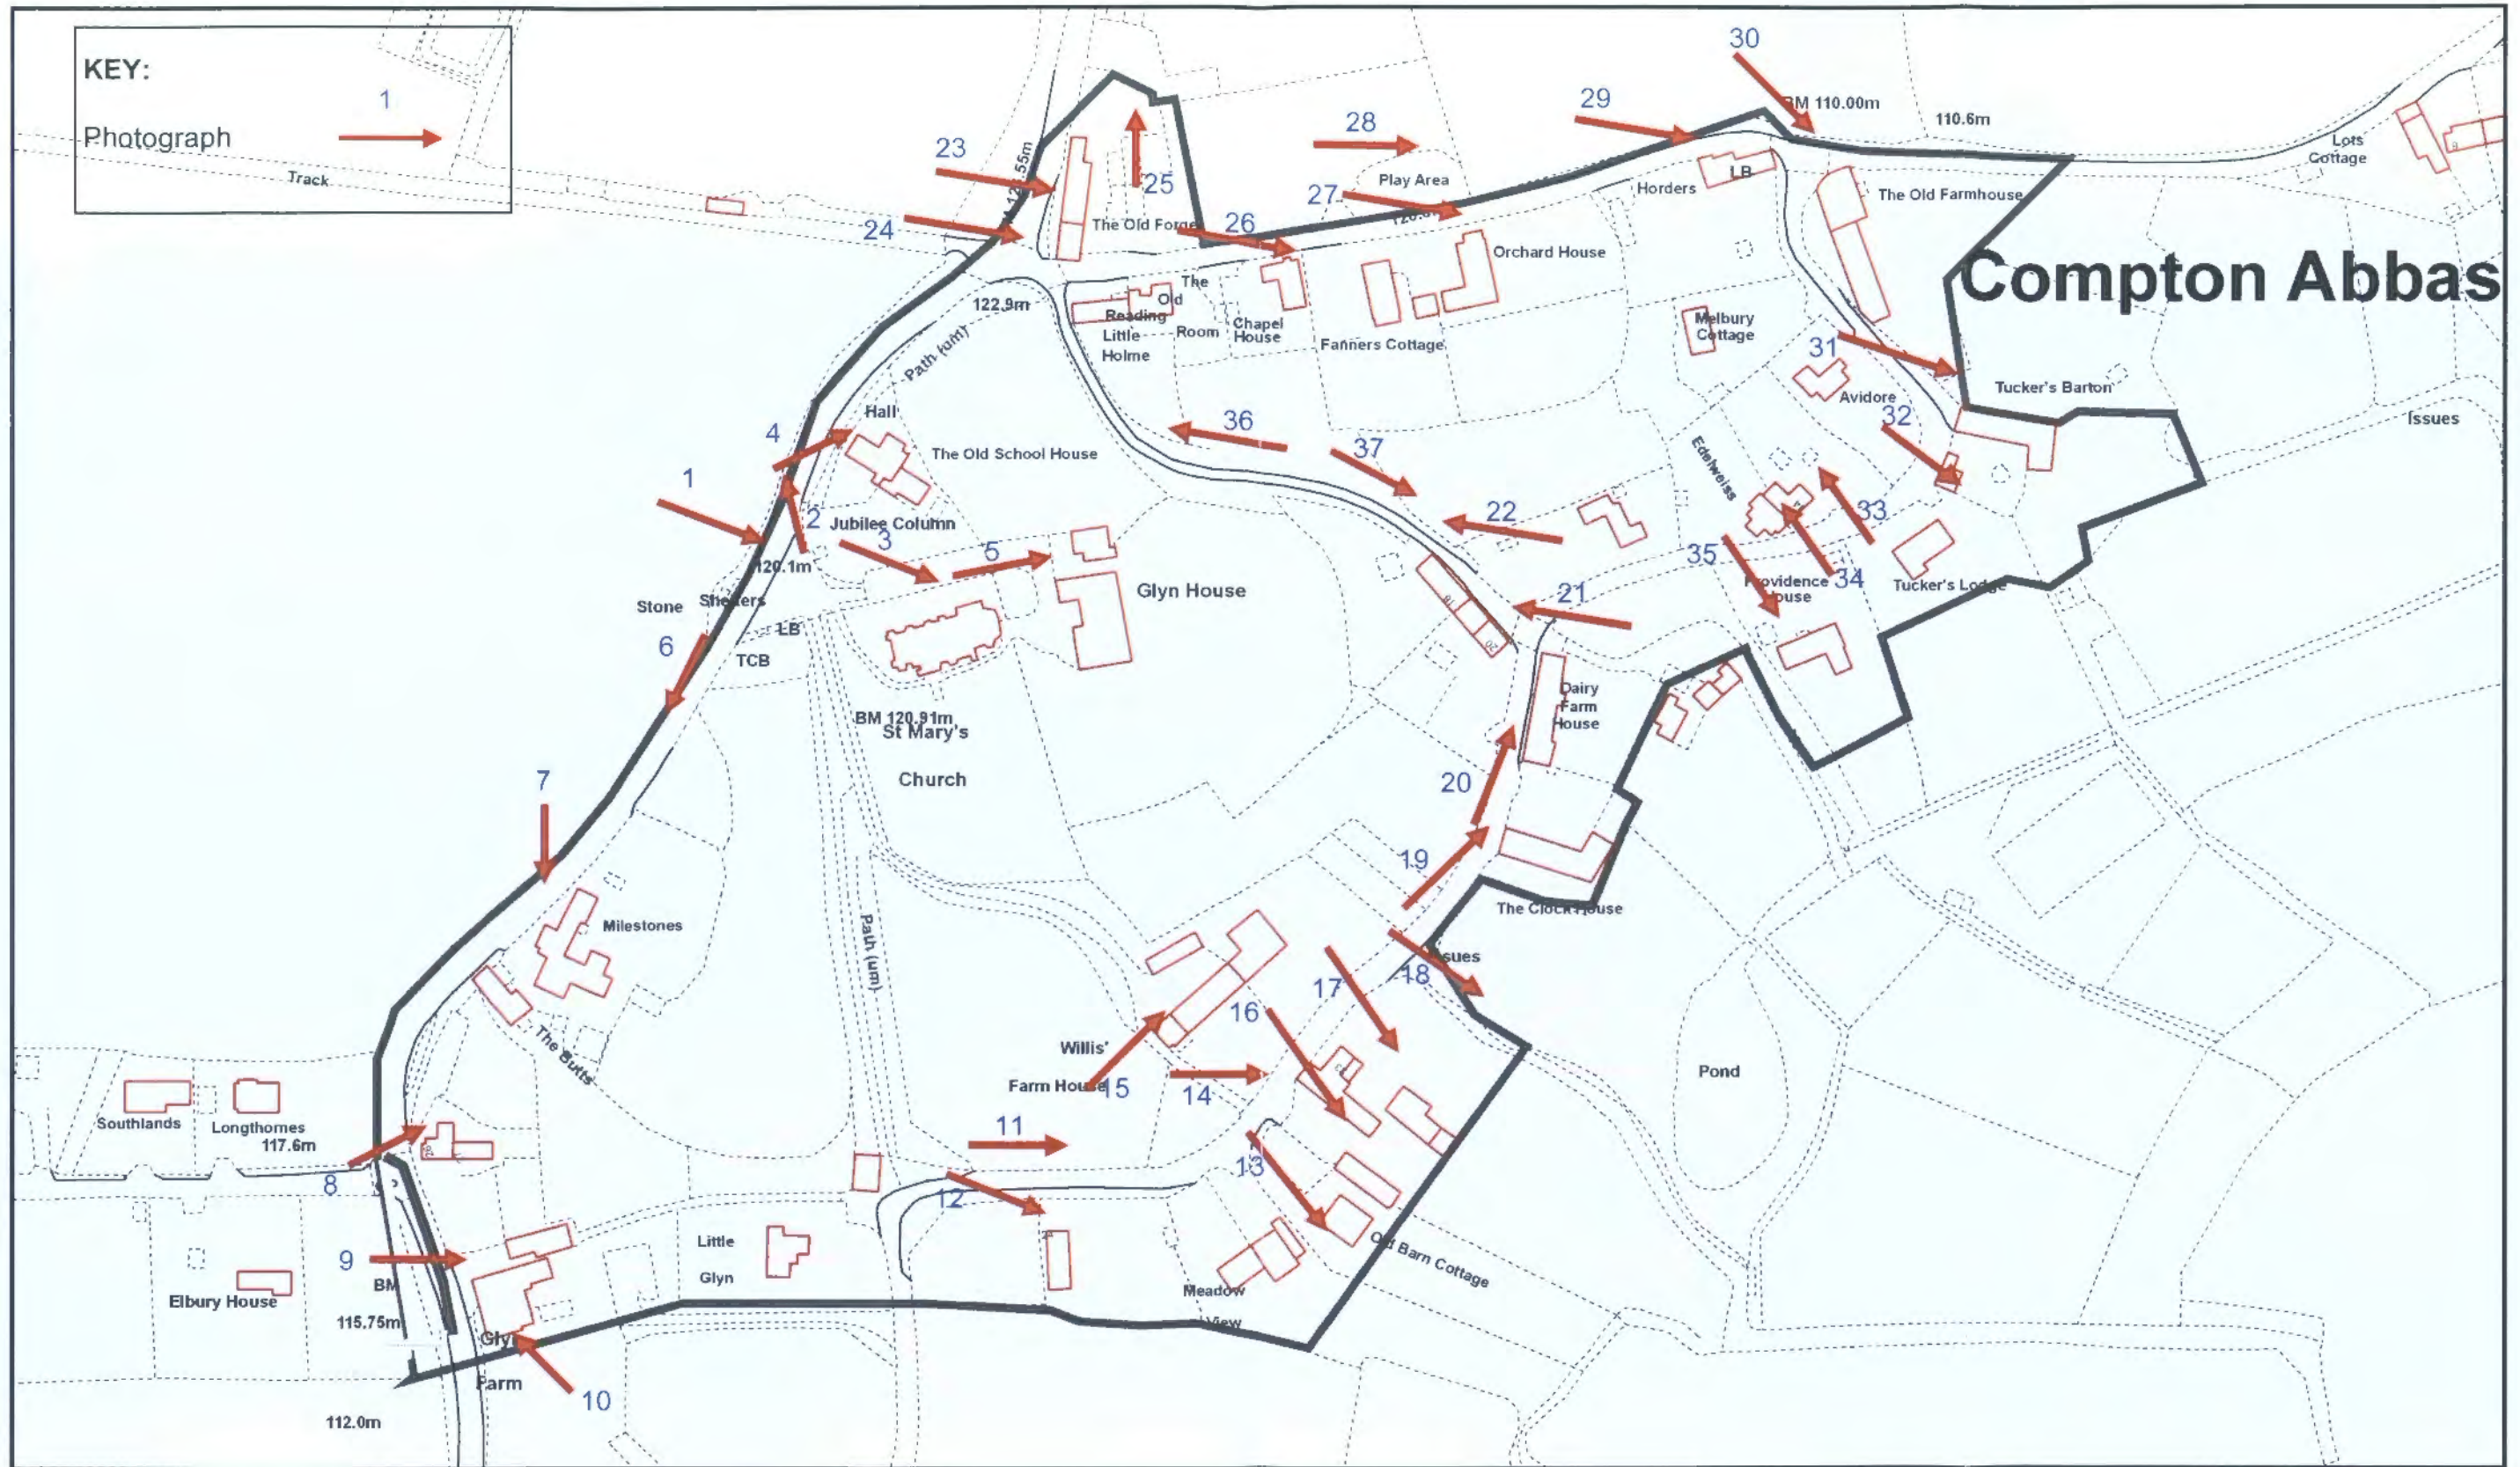 KEY:
1
Photograph
Track
30
29
BM 110.00m
110.6m
28
23
25
Lots
Cottage
Play Area
27
Horders
LB
The Old Farmhouse
24
The Old Forge
26
Orchard House
Compton Abbas
122.9m
The
Old
Reading
Room
Little
Holme
Chapel
House
Fanners Cottage
Melbury
Cottage
Path (um)
31
Avidore
Tucker's Barton
Issues
Hall
4
The Old School House
36
37
32
Edelweiss
1
2
Jubilee Column
3
5
22
33
120.1m
Glyn House
35
34
Providence
House
Tucker's Lodge
21
Stone
Shelters
LB
TCB
6
18
20
BM 120.91m
St Mary's
Church
Dairy
Farm
House
20
7
19
The Clock House
Milestones
Path (um)
Issues
18
17
16
The Butts
Willis'
Farm House
15
14
Pond
Southlands
Longthornes
117.6m
11
8
12
13
Little
Glyn
9
BM
115.75m
Elbury House
Old Barn Cottage
Meadow
View
Glyn
Farm
10
112.0m